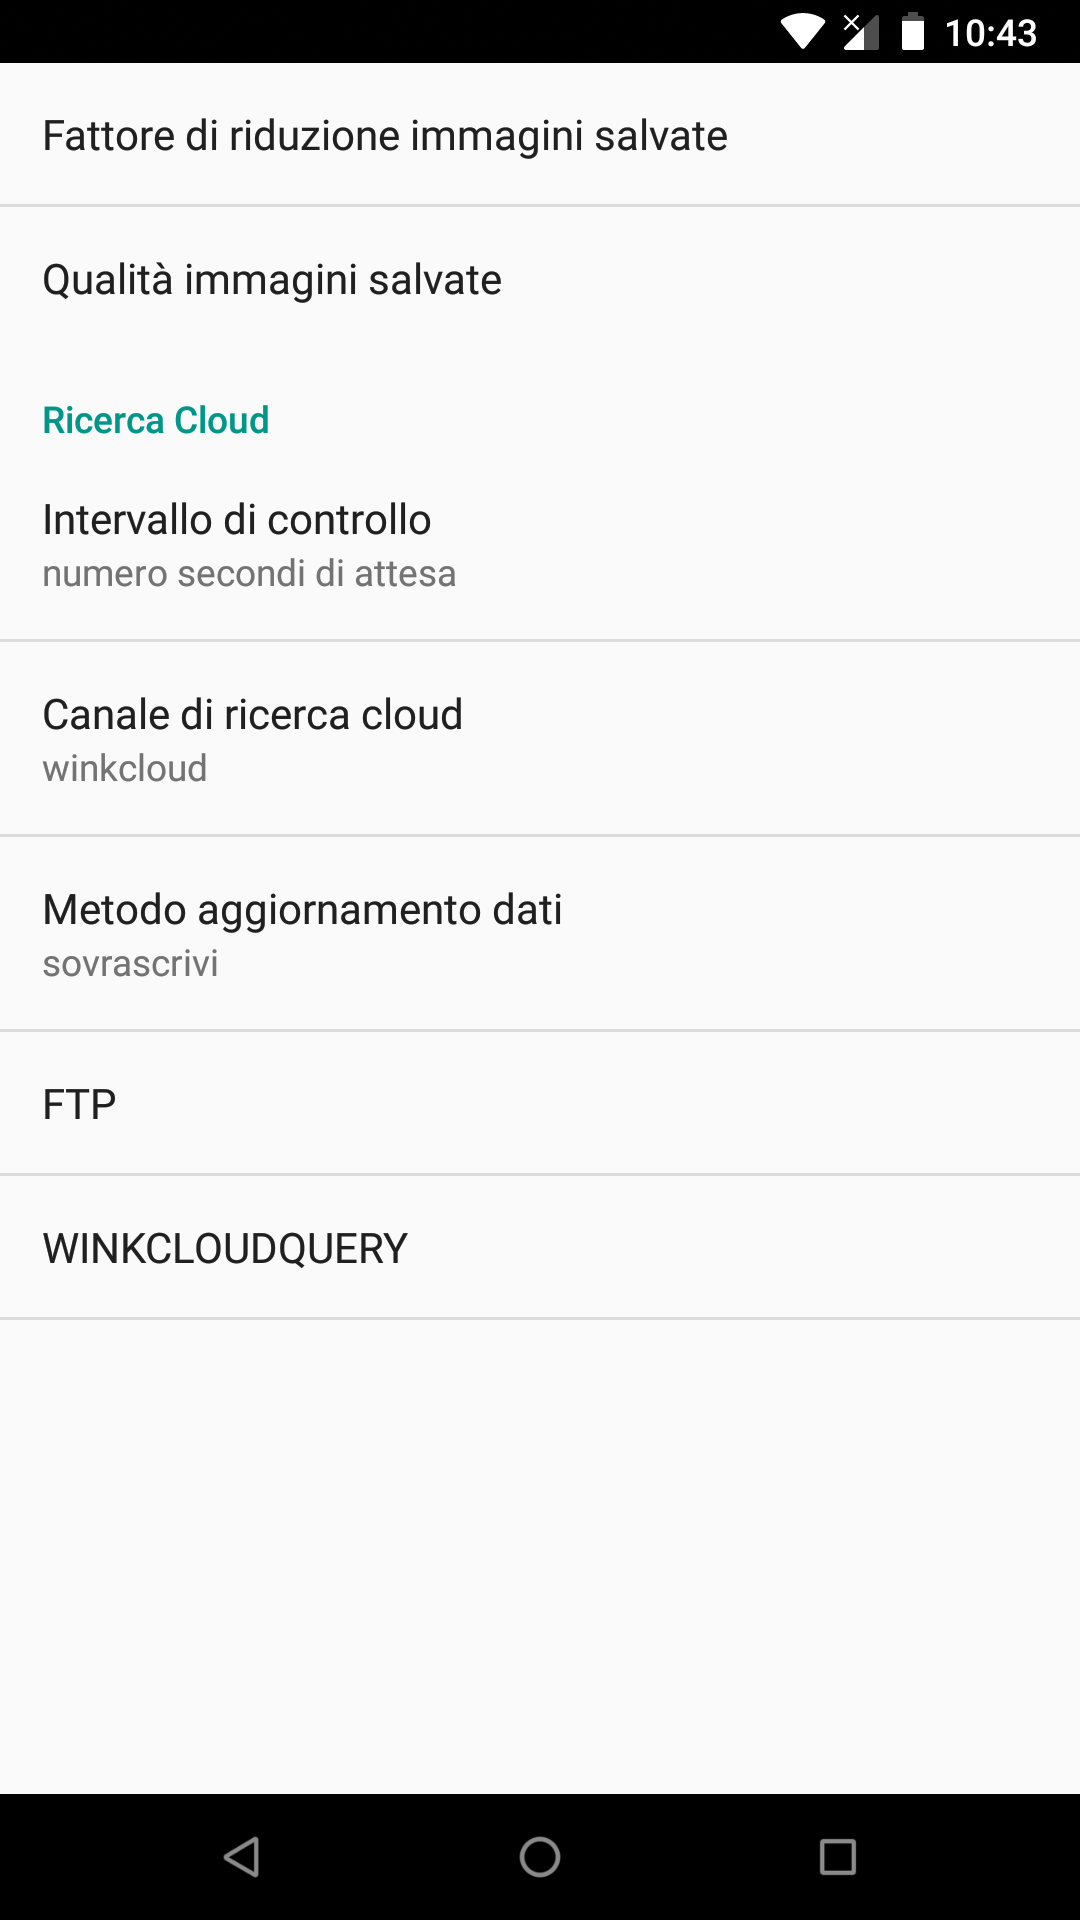 10:43
Fattore di riduzione immagini salvate
Qualità immagini salvate
Ricerca Cloud
Intervallo di controllo
numero secondi di attesa
Canale di ricerca cloud
winkcloud
Metodo aggiornamento dati
sovrascrivi
FTP
WINKCLOUDQUERY